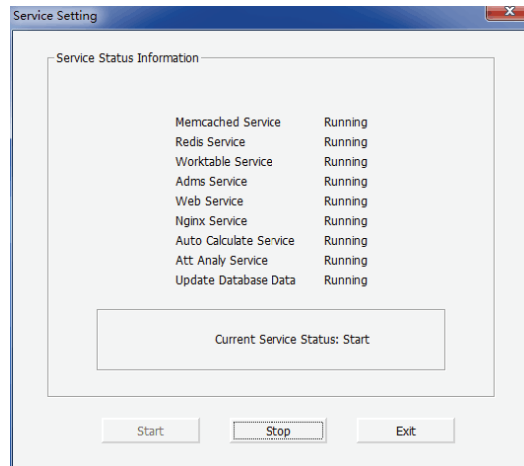 Service Setting
Service Status Information
Memcached Service Running
Redis Service Running
Worktable Service Running
Adms Service Running
Web Service Running
Nginx Service Running
Auto Calculate Service Running
Att Analy Service Running
Update Database Data Running
Current Service Status: Start
Start Stop Exit